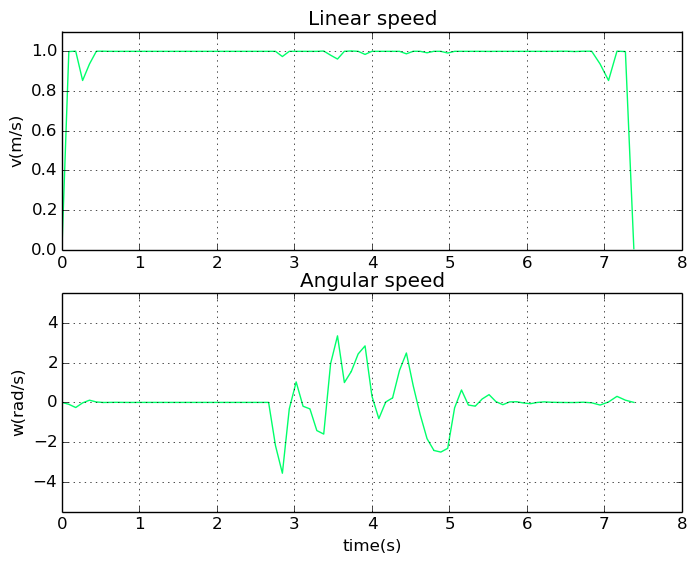 Linear speed
1.0
0.8
0.6
0.4
0.2
0.0
v(m/s)
0 1 2 3 4 5 6 7 8
Angular speed
4
2
0
−2
−4
w(rad/s)
0 1 2 3 4 5 6 7 8
time(s)